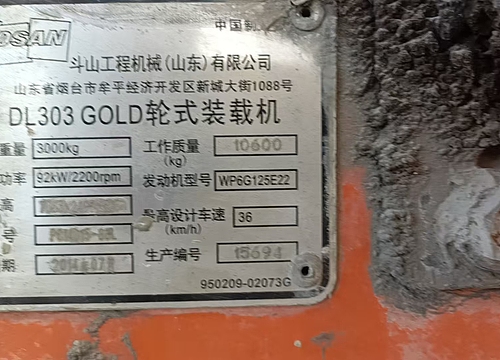 中国制
OSAN
斗山工程机械(山东)有限公司
山东省烟台市牟平经济开发区新城大街1088号
DL303 GOLD轮式装载机
重量 3000kg 工作质量 (kg) 10600
功率 92kW/2200rpm 发动机型号 WP6G125E22
高 最高设计车速 (km/h) 36
号
期 生产编号 15694
950209-02073G